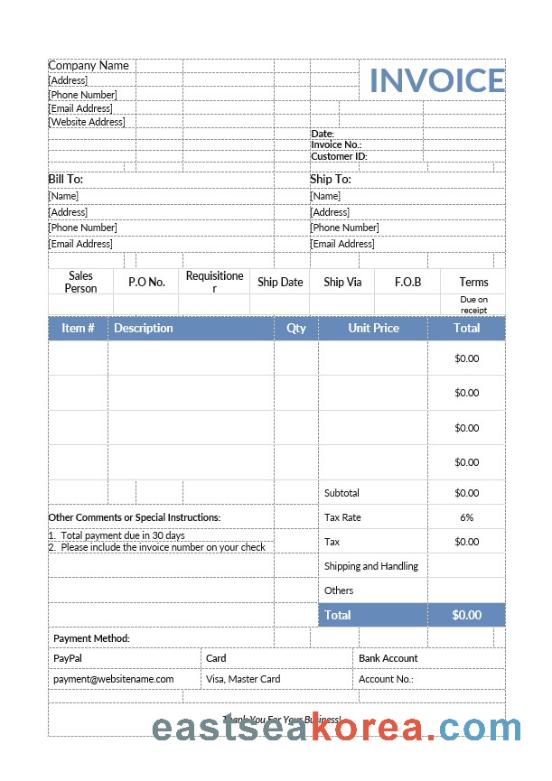 Company Name
INVOICE
[Address]
[Phone Number]
[Email Address]
[Website Address]
Date:
Invoice No.:
Customer ID:
Bill To: Ship To:
[Name] [Name]
[Address] [Address]
[Phone Number] [Phone Number]
[Email Address] [Email Address]
Sales Person P.O No. Requisitioner Ship Date Ship Via F.O.B Terms
Due on receipt
Item # Description Qty Unit Price Total
$0.00
$0.00
$0.00
$0.00
Subtotal $0.00
Other Comments or Special Instructions: Tax Rate 6%
1. Total payment due in 30 days
2. Please include the invoice number on your check
Tax $0.00
Shipping and Handling
Others
Total $0.00
Payment Method:
PayPal Card Bank Account
payment@websitename.com Visa, Master Card Account No.:
Thank You For Your Business!
eastseakorea.com